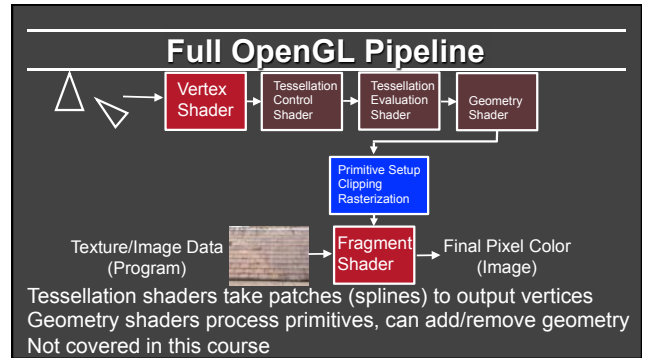 Full OpenGL Pipeline
Vertex
Shader
Tessellation
Control
Shader
Tessellation
Evaluation
Shader
Geometry
Shader
Primitive Setup
Clipping
Rasterization
Texture/Image Data
(Program)
Fragment
Shader
Final Pixel Color
(Image)
Tessellation shaders take patches (splines) to output vertices
Geometry shaders process primitives, can add/remove geometry
Not covered in this course